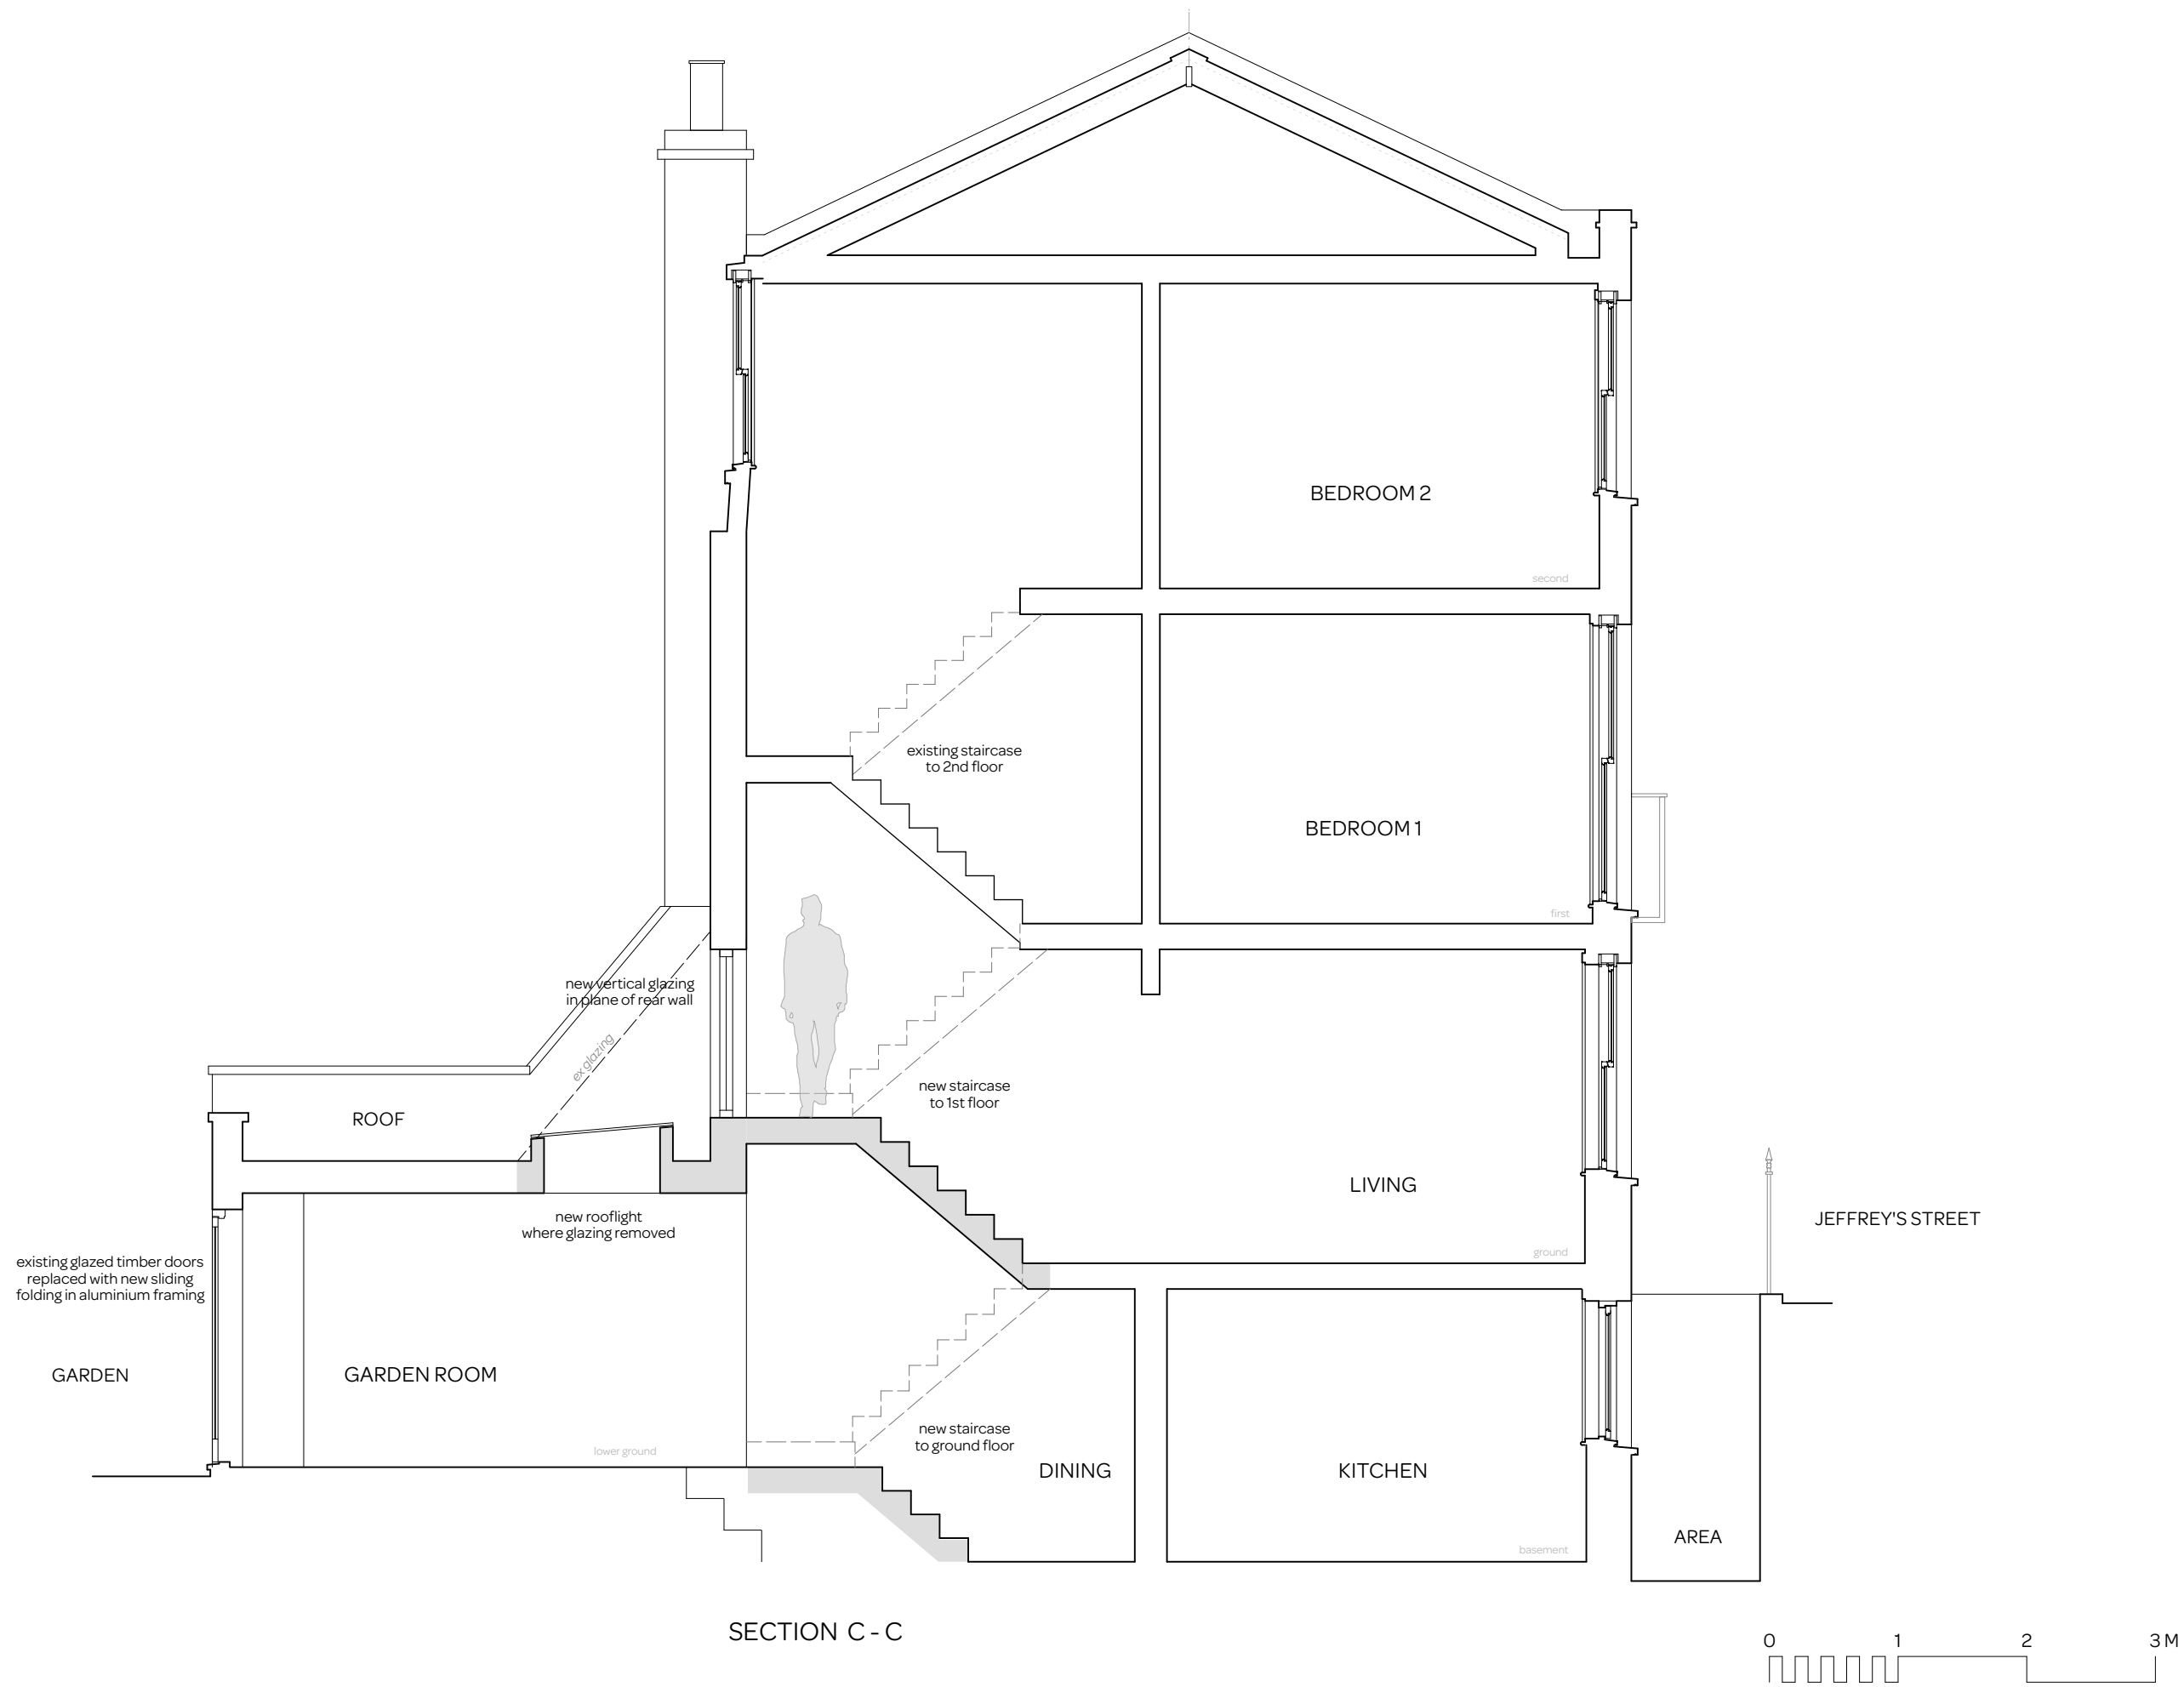 BEDROOM 2
second
existing staircase
to 2nd floor
BEDROOM 1
first
new vertical glazing
in plane of rear wall
ex glazing
new staircase
to 1st floor
ROOF
LIVING
new rooflight
where glazing removed
JEFFREY'S STREET
ground
existing glazed timber doors
replaced with new sliding
folding in aluminium framing
GARDEN
GARDEN ROOM
lower ground
new staircase
to ground floor
DINING
KITCHEN
basement
AREA
SECTION C - C
0 1 2 3 M